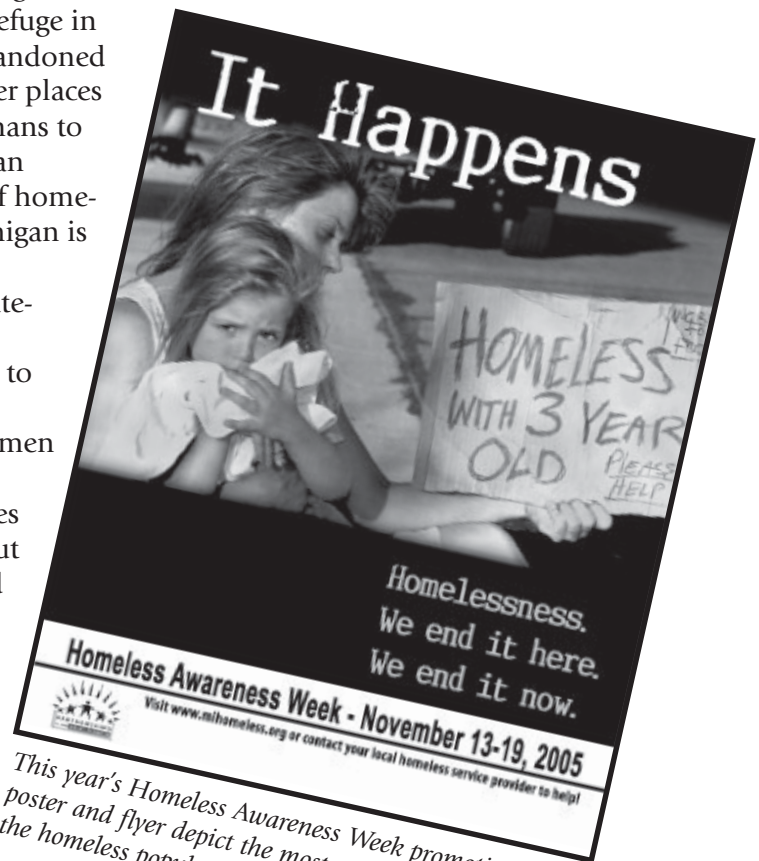 efuge in
andoned
er places
mans to
an
f home-
higan is
te-
to
men
es
ut
It Happens
HOMELESS
WITH 3 YEAR
OLD
PLEASE
HELP
Homelessness.
We end it here.
We end it now.
Homeless Awareness Week - November 13-19, 2005
Visit www.mihomeless.org or contact your local homeless service provider to help!
This year's Homeless Awareness Week promoti
poster and flyer depict the most
the homeless popul